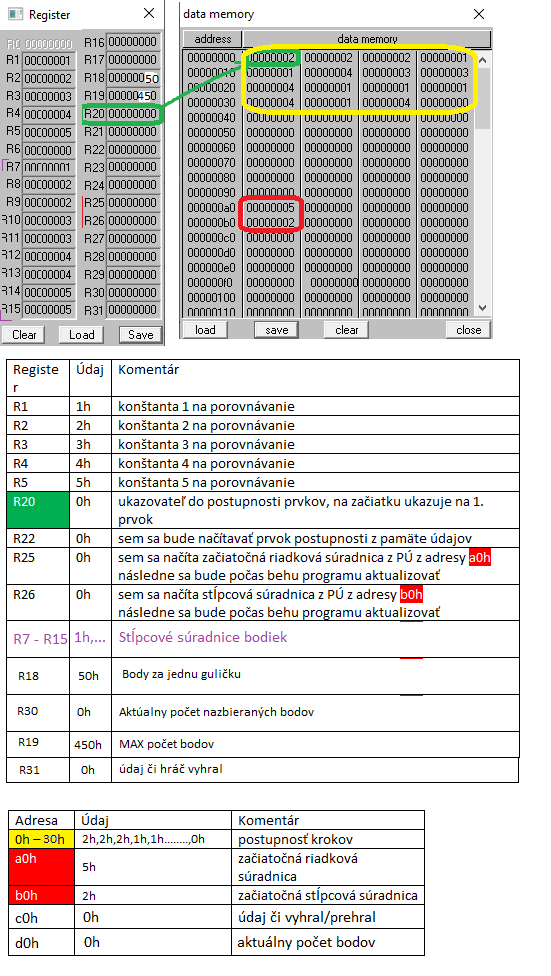 Register
R0 00000000 R16 00000000
R1 00000001 R17 00000000
R2 00000002 R18 00000050
R3 00000003 R19 00000450
R4 00000004 R20 00000000
R5 00000005 R21 00000000
R6 00000000 R22 00000000
R7 00000001 R23 00000000
R8 00000002 R24 00000000
R9 00000002 R25 00000000
R10 00000003 R26 00000000
R11 00000003 R27 00000000
R12 00000004 R28 00000000
R13 00000004 R29 00000000
R14 00000005 R30 00000000
R15 00000005 R31 00000000
Clear Load Save
data memory
address data memory
00000000 00000002 00000002 00000002 00000001
00000010 00000001 00000004 00000003 00000003
00000020 00000004 00000001 00000001 00000001
00000030 00000004 00000001 00000004 00000004
00000040 00000000 00000000 00000000 00000000
00000050 00000000 00000000 00000000 00000000
00000060 00000000 00000000 00000000 00000000
00000070 00000000 00000000 00000000 00000000
00000080 00000000 00000000 00000000 00000000
00000090 00000000 00000000 00000000 00000000
000000a0 00000005 00000000 00000000 00000000
000000b0 00000002 00000000 00000000 00000000
000000c0 00000000 00000000 00000000 00000000
000000d0 00000000 00000000 00000000 00000000
000000e0 00000000 00000000 00000000 00000000
000000f0 00000000 00000000 00000000 00000000
00000100 00000000 00000000 00000000 00000000
00000110 00000000 00000000 00000000 00000000
load save clear close
Registe Údaj Komentár
r
R1 1h konštanta 1 na porovnávanie
R2 2h konštanta 2 na porovnávanie
R3 3h konštanta 3 na porovnávanie
R4 4h konštanta 4 na porovnávanie
R5 5h konštanta 5 na porovnávanie
R20 0h ukazovateľ do postupnosti prvkov, na začiatku ukazuje na 1.
prvok
R22 0h sem sa bude načítavať prvok postupnosti z pamäte údajov
R25 0h sem sa načíta začiatočná riadková súradnica z PÚ z adresy a0h
následne sa bude počas behu programu aktualizovať
R26 0h sem sa načíta stĺpcová súradnica z PÚ z adresy b0h
následne sa bude počas behu programu aktualizovať
R7 - R15 1h,... Stĺpcové súradnice bodiek
R18 50h Body za jednu guličku
R30 0h Aktúalny počet nazbieraných bodov
R19 450h MAX počet bodov
R31 0h údaj či hráč vyhral
Adresa Údaj Komentár
0h – 30h 2h,2h,2h,1h,1h........,0h postupnosť krokov
a0h 5h začiatočná riadková
súradnica
b0h 2h začiatočná stĺpcová súradnica
c0h 0h údaj či vyhral/prehral
d0h 0h aktuálny počet bodov